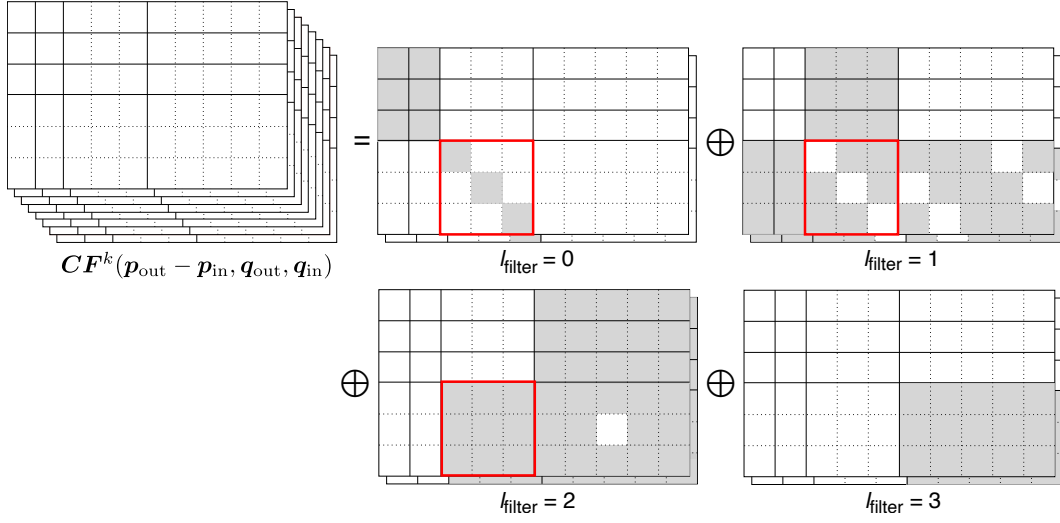 =
⊕
CF^k(p_out − p_in, q_out, q_in)
l_filter = 0
l_filter = 1
⊕
⊕
l_filter = 2
l_filter = 3